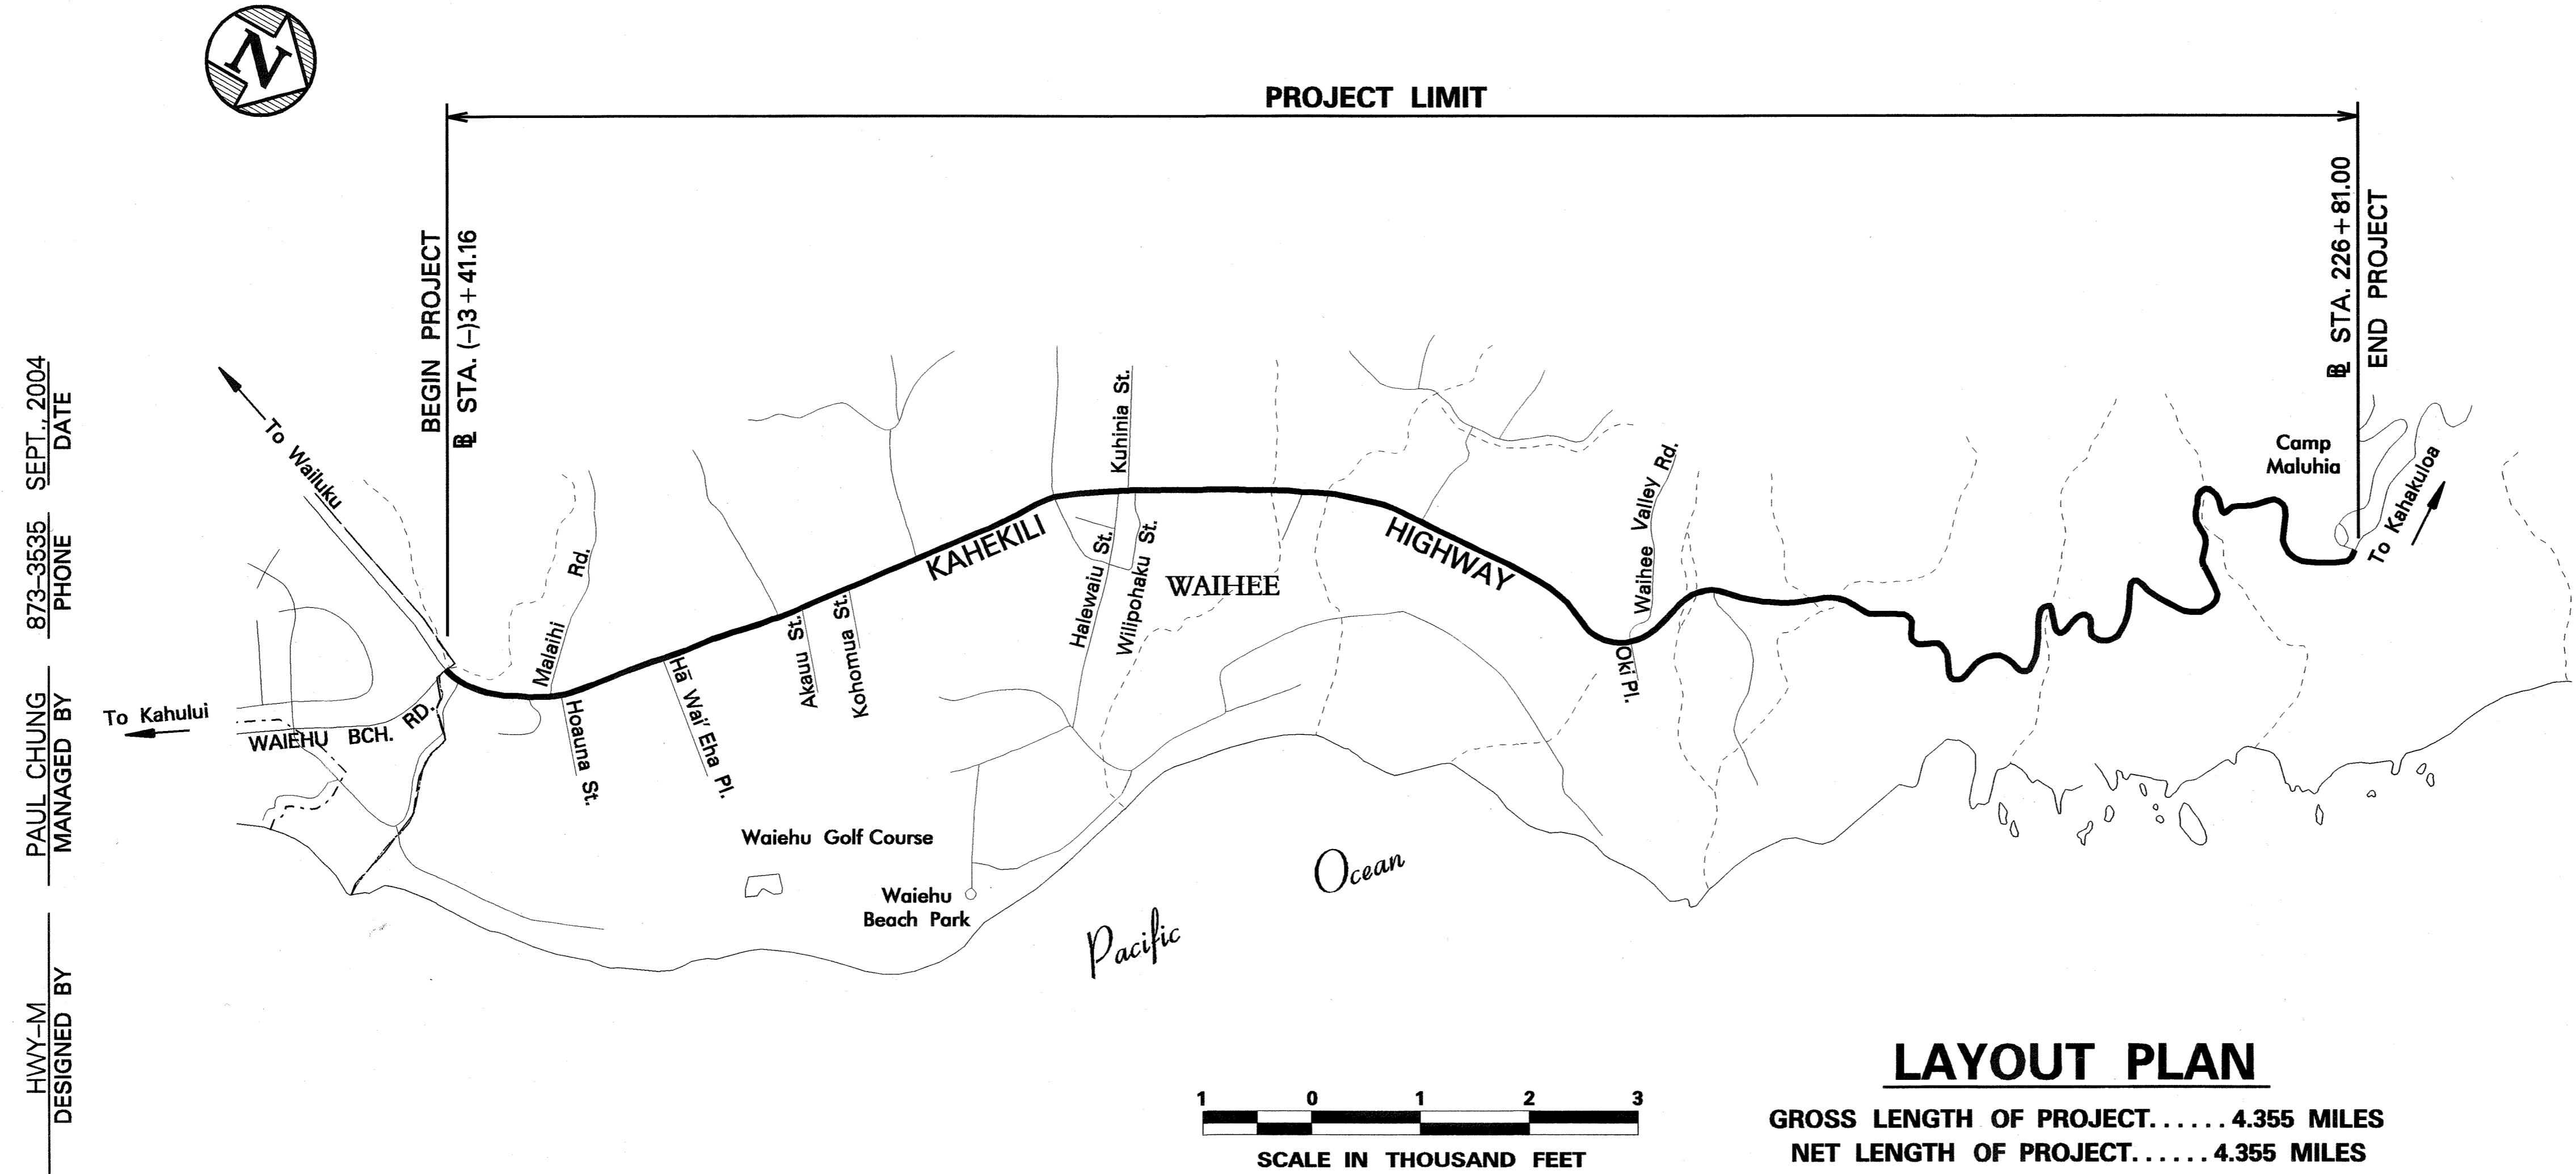 N
PROJECT LIMIT
BEGIN PROJECT
BL STA. (-)3+41.16
BL STA. 226+81.00
END PROJECT
To Wailuku
To Kahului
WAIEHU BCH. RD.
Malaihi Rd.
Hoauna St.
Hā Wai' Eha Pl.
Akauu St.
Kohomua St.
KAHEKILI HIGHWAY
Kuhinia St.
Halewaiu St.
Wilipohaku St.
WAIHEE
Waihee Valley Rd.
Oki Pl.
Camp
Maluhia
To Kahakuloa
Waiehu Golf Course
Waiehu
Beach Park
Pacific Ocean
SEPT., 2004
DATE
873-3535
PHONE
PAUL CHUNG
MANAGED BY
HWY-M
DESIGNED BY
1 0 1 2 3
SCALE IN THOUSAND FEET
LAYOUT PLAN
GROSS LENGTH OF PROJECT......4.355 MILES
NET LENGTH OF PROJECT......4.355 MILES